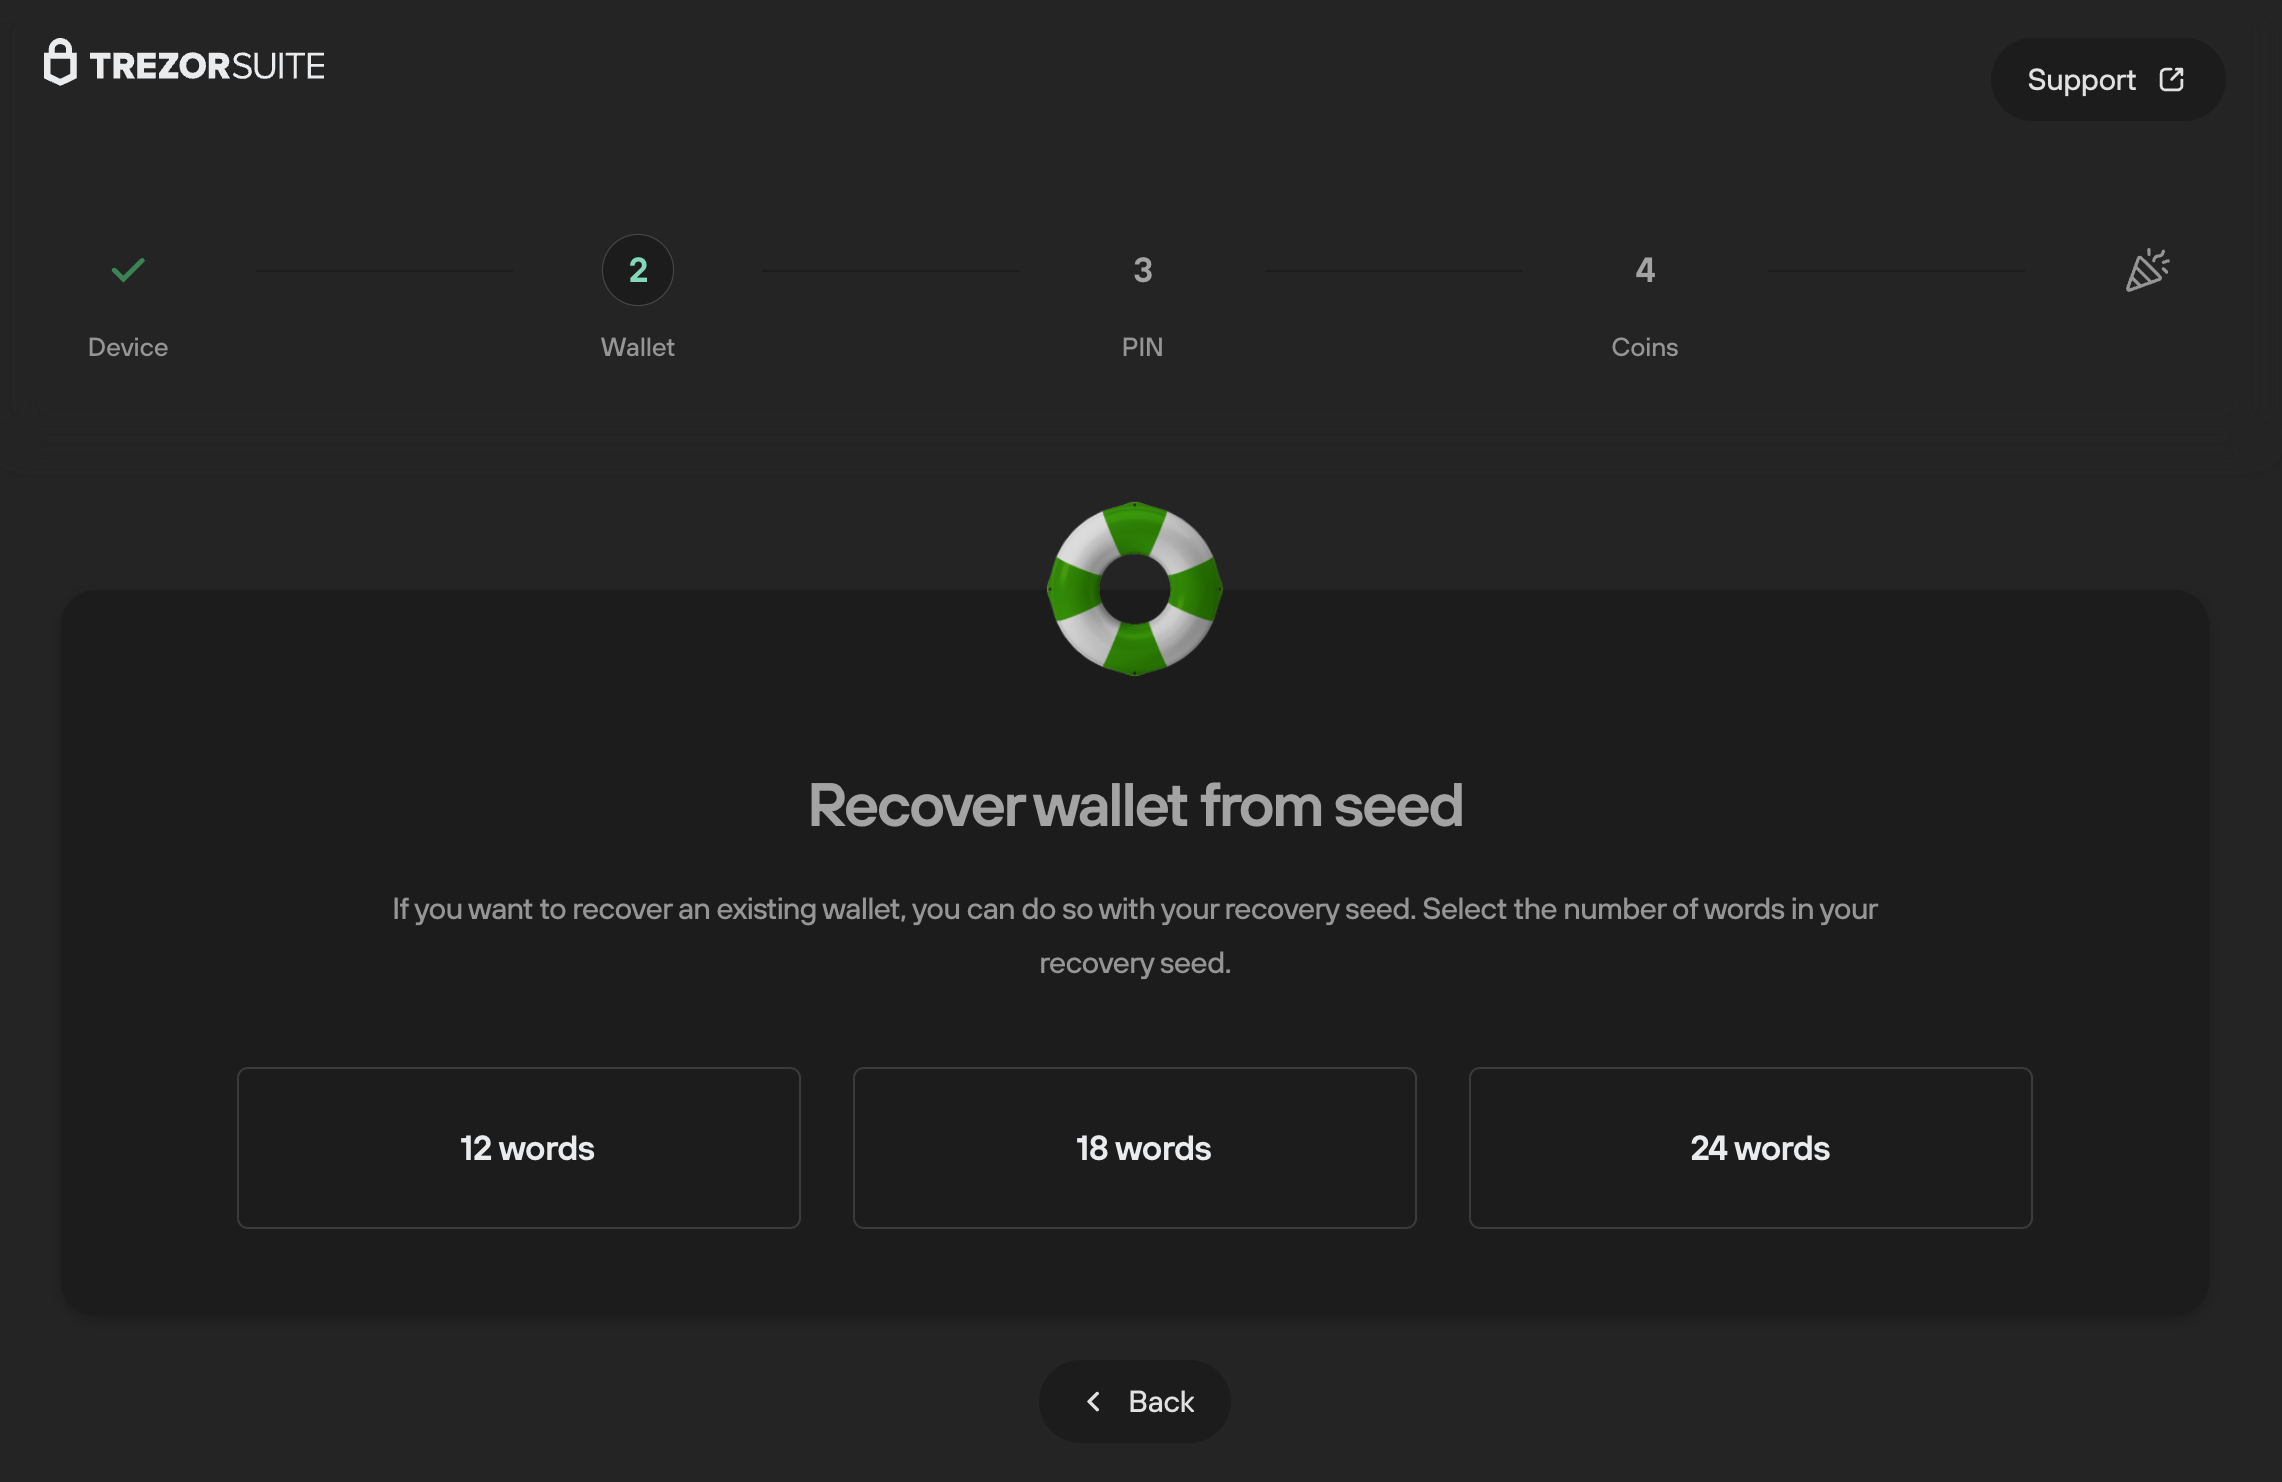 TREZORSUITE
Support
2
3
4
Device
Wallet
PIN
Coins
Recover wallet from seed
If you want to recover an existing wallet, you can do so with your recovery seed. Select the number of words in your
recovery seed.
12 words
18 words
24 words
Back